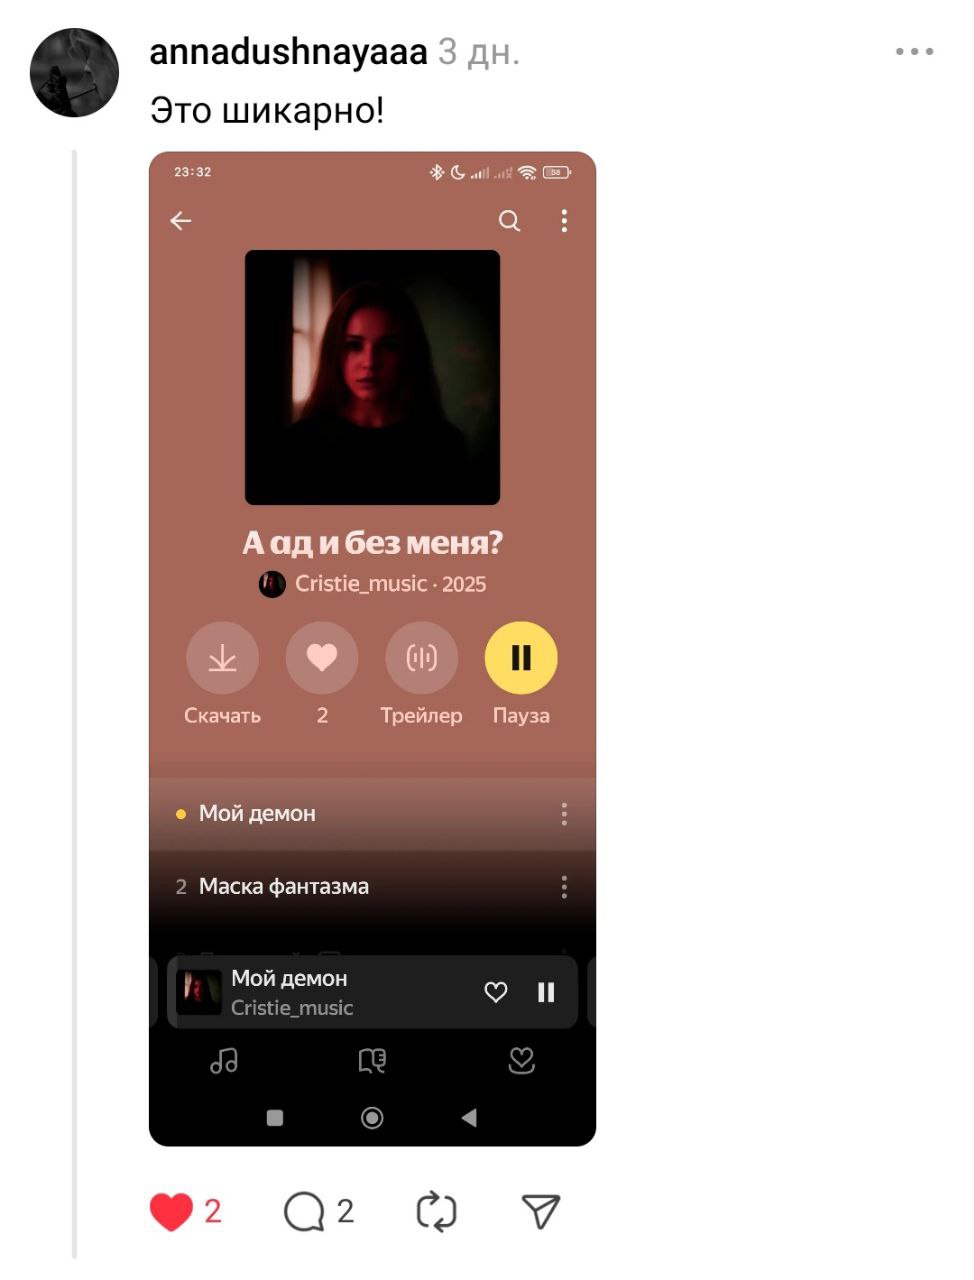 annadushnayaaa 3 дн.
Это шикарно!
23:32
58
А ад и без меня?
Cristie_music · 2025
Скачать
2
Трейлер
Пауза
Мой демон
2 Маска фантазма
Мой демон
Cristie_music
2
2